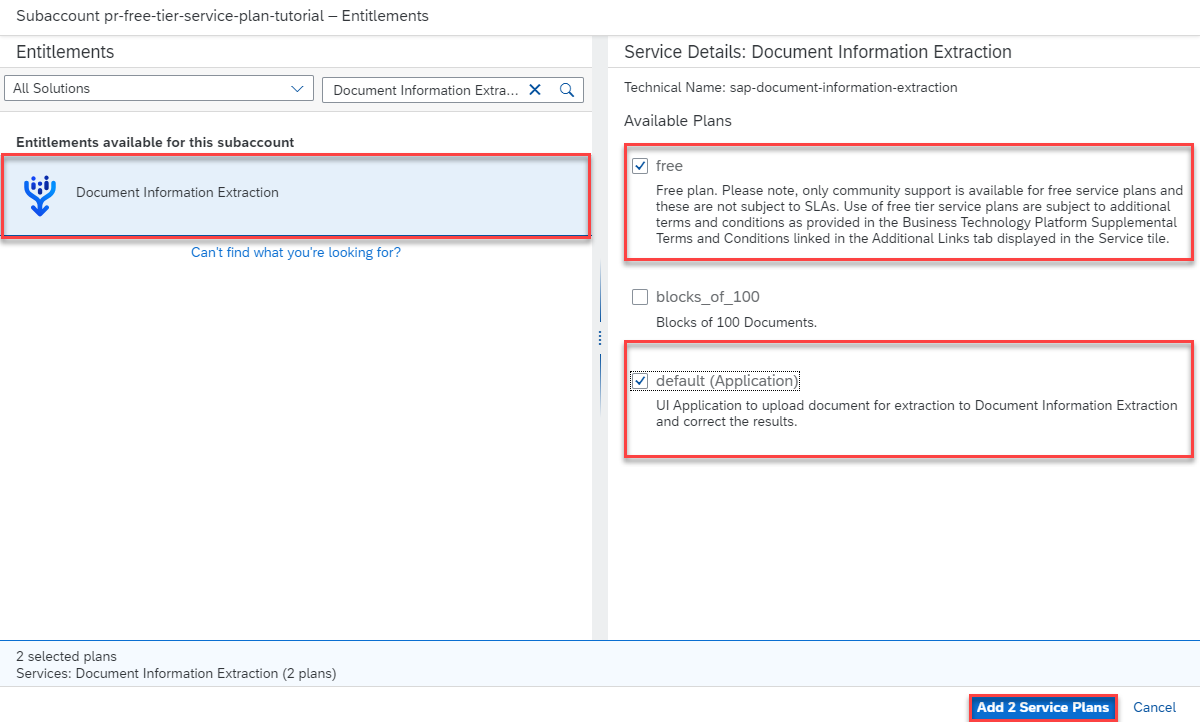 Subaccount pr-free-tier-service-plan-tutorial – Entitlements
Entitlements
All Solutions
Document Information Extra...
Entitlements available for this subaccount
Document Information Extraction
Can't find what you're looking for?
Service Details: Document Information Extraction
Technical Name: sap-document-information-extraction
Available Plans
free
Free plan. Please note, only community support is available for free service plans and
these are not subject to SLAs. Use of free tier service plans are subject to additional
terms and conditions as provided in the Business Technology Platform Supplemental
Terms and Conditions linked in the Additional Links tab displayed in the Service tile.
blocks_of_100
Blocks of 100 Documents.
default (Application)
UI Application to upload document for extraction to Document Information Extraction
and correct the results.
2 selected plans
Services: Document Information Extraction (2 plans)
Add 2 Service Plans
Cancel